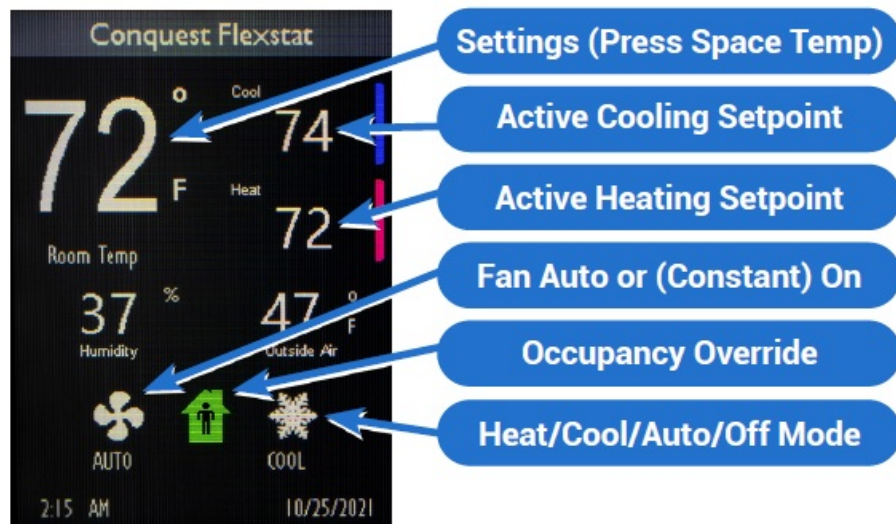 Conquest Flexstat
72 ° F
Room Temp
Cool
74
Heat
72
37 %
Humidity
47 ° F
Outside Air
AUTO
COOL
2:15 AM
10/25/2021
Settings (Press Space Temp)
Active Cooling Setpoint
Active Heating Setpoint
Fan Auto or (Constant) On
Occupancy Override
Heat/Cool/Auto/Off Mode